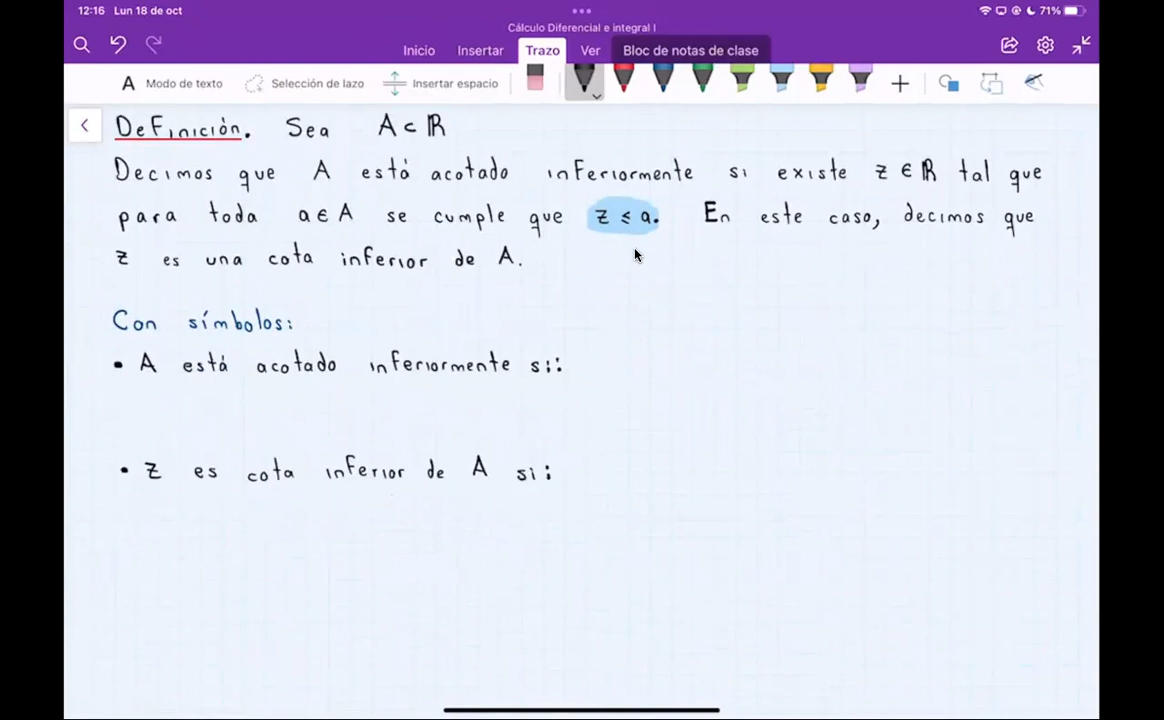 12:16 Lun 18 de oct
71%
Cálculo Diferencial e integral I
Inicio Insertar Trazo Ver Bloc de notas de clase
A Modo de texto Selección de lazo Insertar espacio
Definición. Sea A ⊂ ℝ
Decimos que A está acotado inferiormente si existe z ∈ ℝ tal que
para toda a ∈ A se cumple que z ≤ a. En este caso, decimos que
z es una cota inferior de A.
Con símbolos:
• A está acotado inferiormente si:
• z es cota inferior de A si: